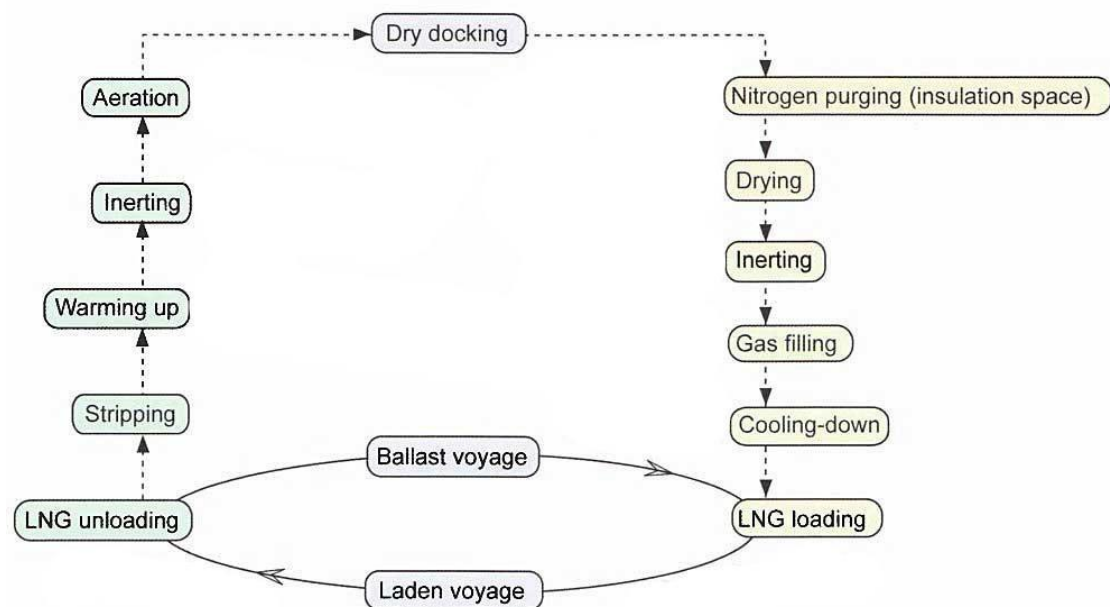 Dry docking
Aeration
Nitrogen purging (insulation space)
Drying
Inerting
Inerting
Warming up
Gas filling
Stripping
Cooling-down
Ballast voyage
LNG unloading
LNG loading
Laden voyage